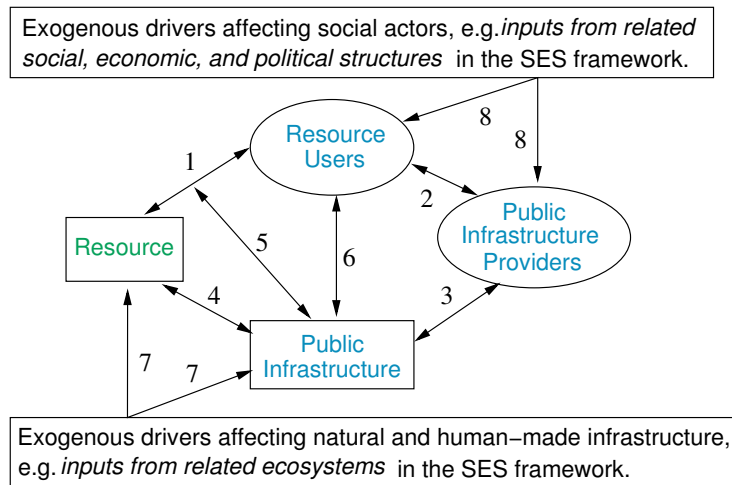 Exogenous drivers affecting social actors, e.g. inputs from related
social, economic, and political structures in the SES framework.
8
8
Resource
Users
1
2
Public
Infrastructure
Providers
Resource
5
6
4
3
Public
Infrastructure
7
7
Exogenous drivers affecting natural and human−made infrastructure,
e.g. inputs from related ecosystems in the SES framework.